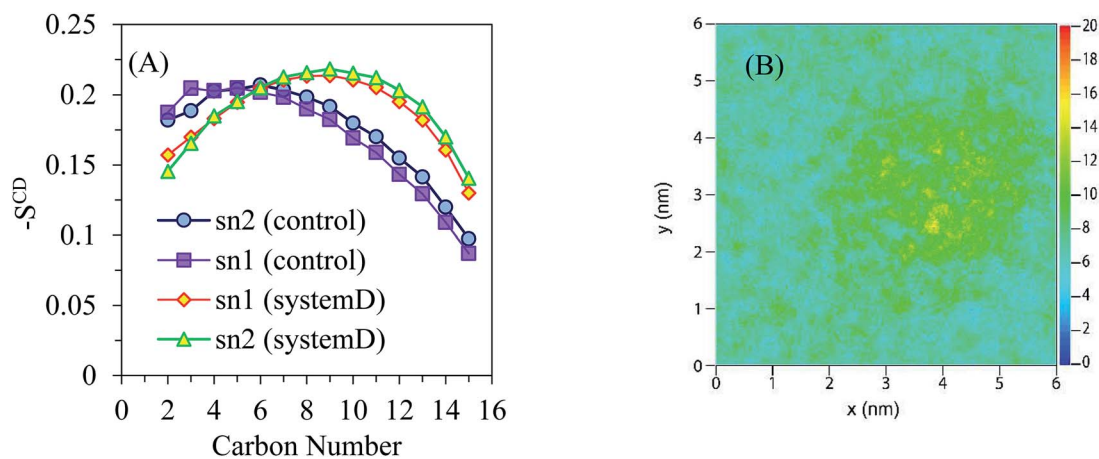 (A)
-S^CD
0.25
0.2
0.15
0.1
0.05
0
sn2 (control)
sn1 (control)
sn1 (systemD)
sn2 (systemD)
0 2 4 6 8 10 12 14 16
Carbon Number
(B)
y (nm)
6
5
4
3
2
1
0
0 1 2 3 4 5 6
x (nm)
20
18
16
14
12
10
8
6
4
2
0